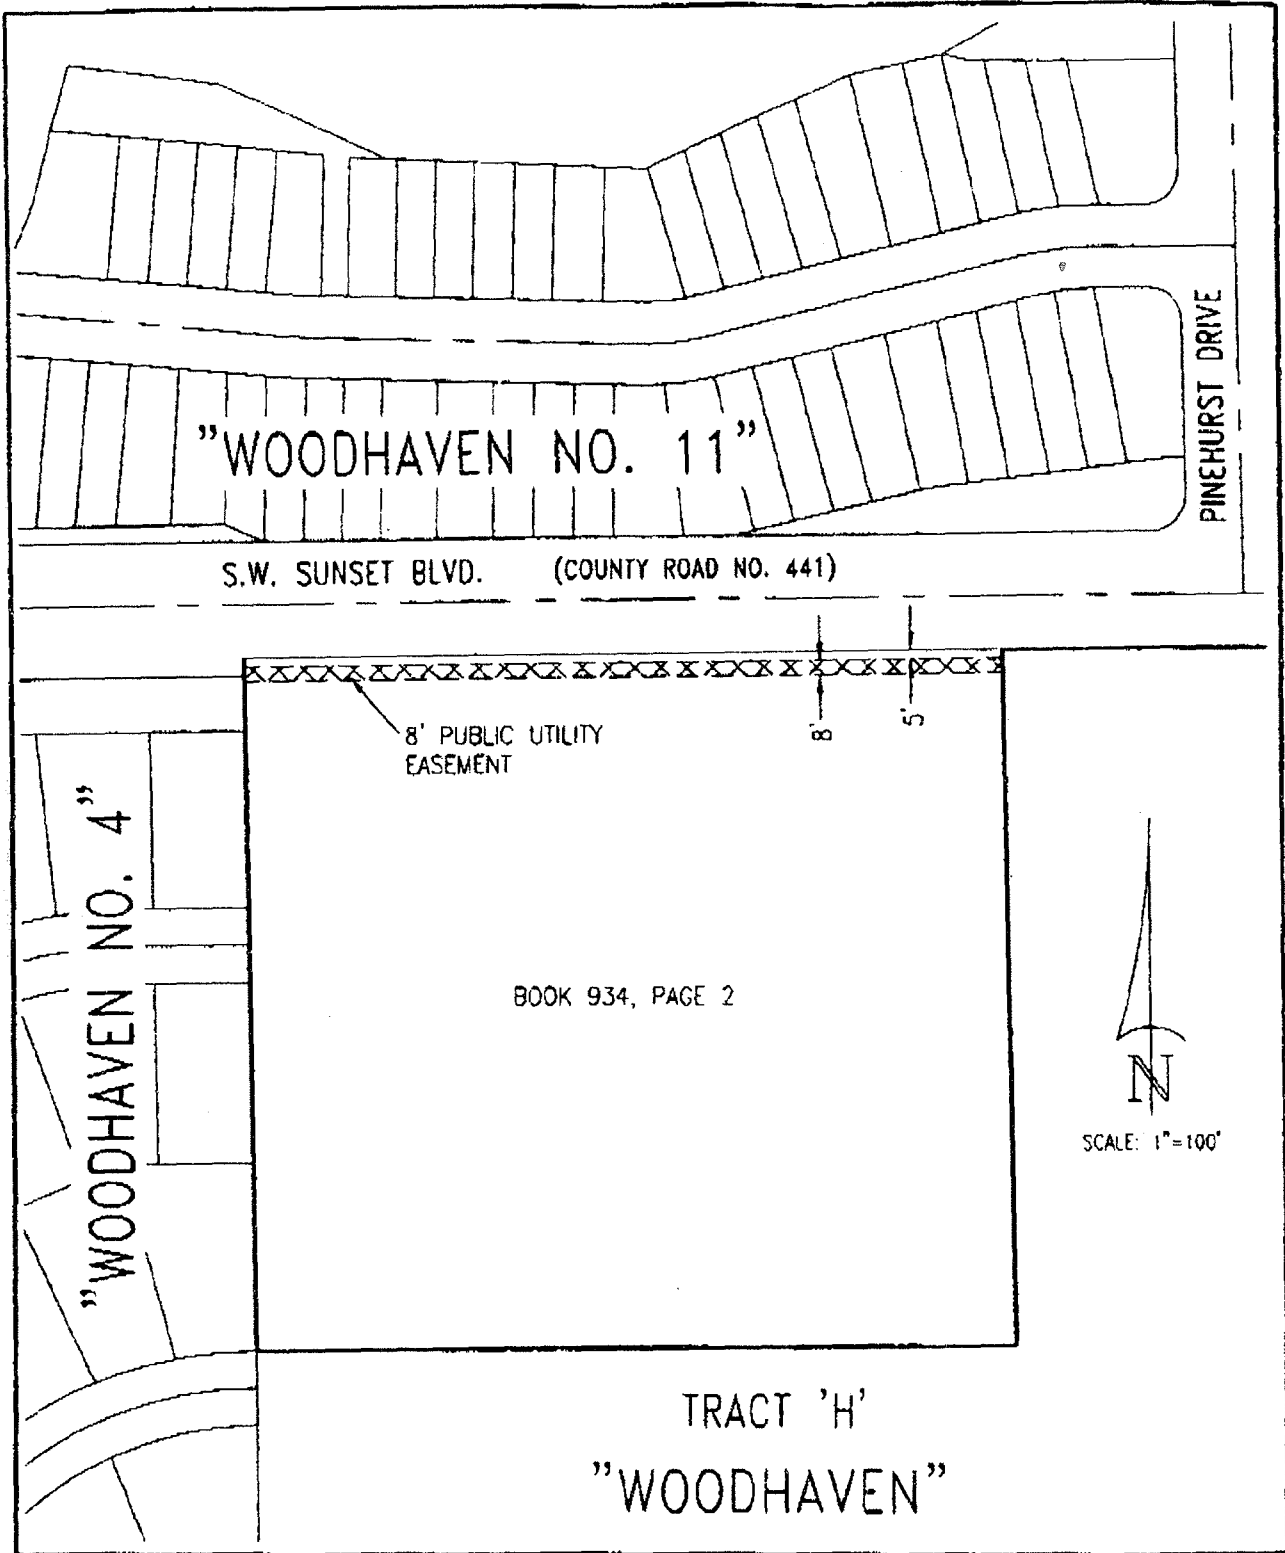 "WOODHAVEN NO. 11"
PINEHURST DRIVE
S.W. SUNSET BLVD. (COUNTY ROAD NO. 441)
8' PUBLIC UTILITY
EASEMENT
8'
5'
"WOODHAVEN NO. 4"
BOOK 934, PAGE 2
N
SCALE: 1"=100'
TRACT 'H'
"WOODHAVEN"